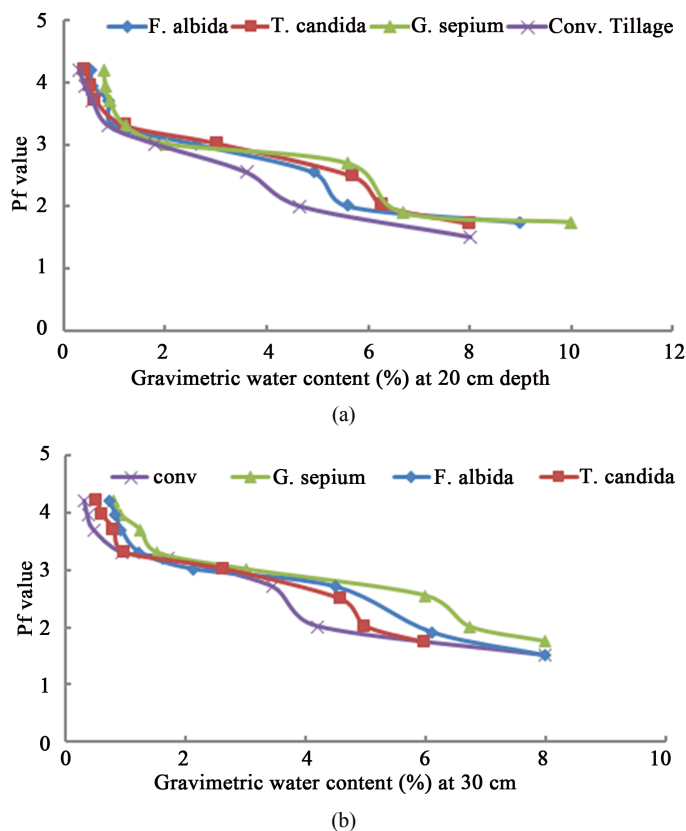 5
F. albida T. candida G. sepium Conv. Tillage
4
3
2
1
0
Pf value
0 2 4 6 8 10 12
Gravimetric water content (%) at 20 cm depth
(a)
5
conv G. sepium F. albida T. candida
4
3
2
1
0
Pf value
0 2 4 6 8 10
Gravimetric water content (%) at 30 cm
(b)